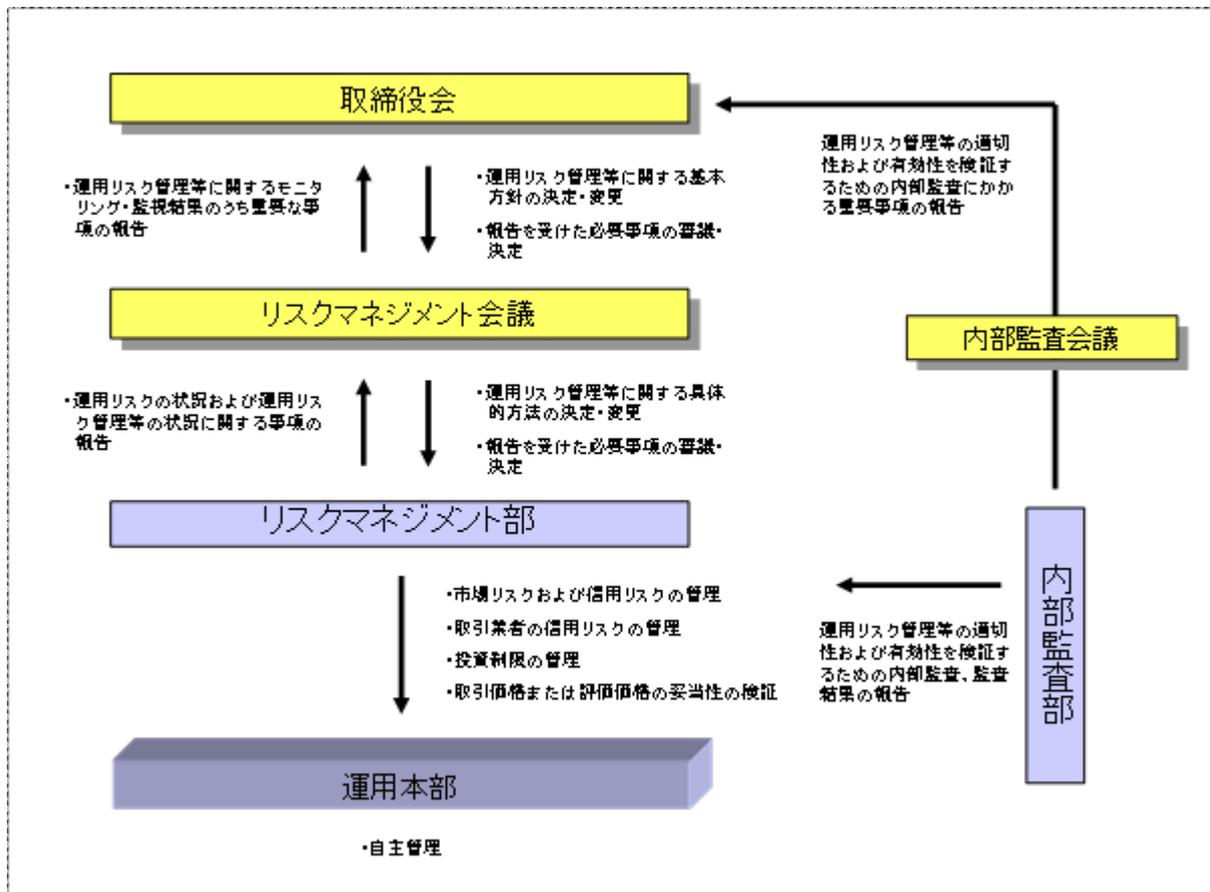 取締役会
・運用リスク管理等に関するモニ
タリング・監視結果のうち重要な事
項の報告
・運用リスク管理等に関する基本
方針の決定・変更
・報告を受けた必要事項の審議・
決定
運用リスク管理等の適切
性および有効性を検証す
るための内部監査にかか
る重要事項の報告
リスクマネジメント会議
内部監査会議
・運用リスクの状況および運用リス
ク管理等の状況に関する事項の
報告
・運用リスク管理等に関する具体
的方法の決定・変更
・報告を受けた必要事項の審議・
決定
リスクマネジメント部
内部監査部
・市場リスクおよび信用リスクの管理
・取引業者の信用リスクの管理
・投資制限の管理
・取引価格または評価価格の妥当性の検証
運用リスク管理等の適切
性および有効性を検証す
るための内部監査、監査
結果の報告
運用本部
・自主管理